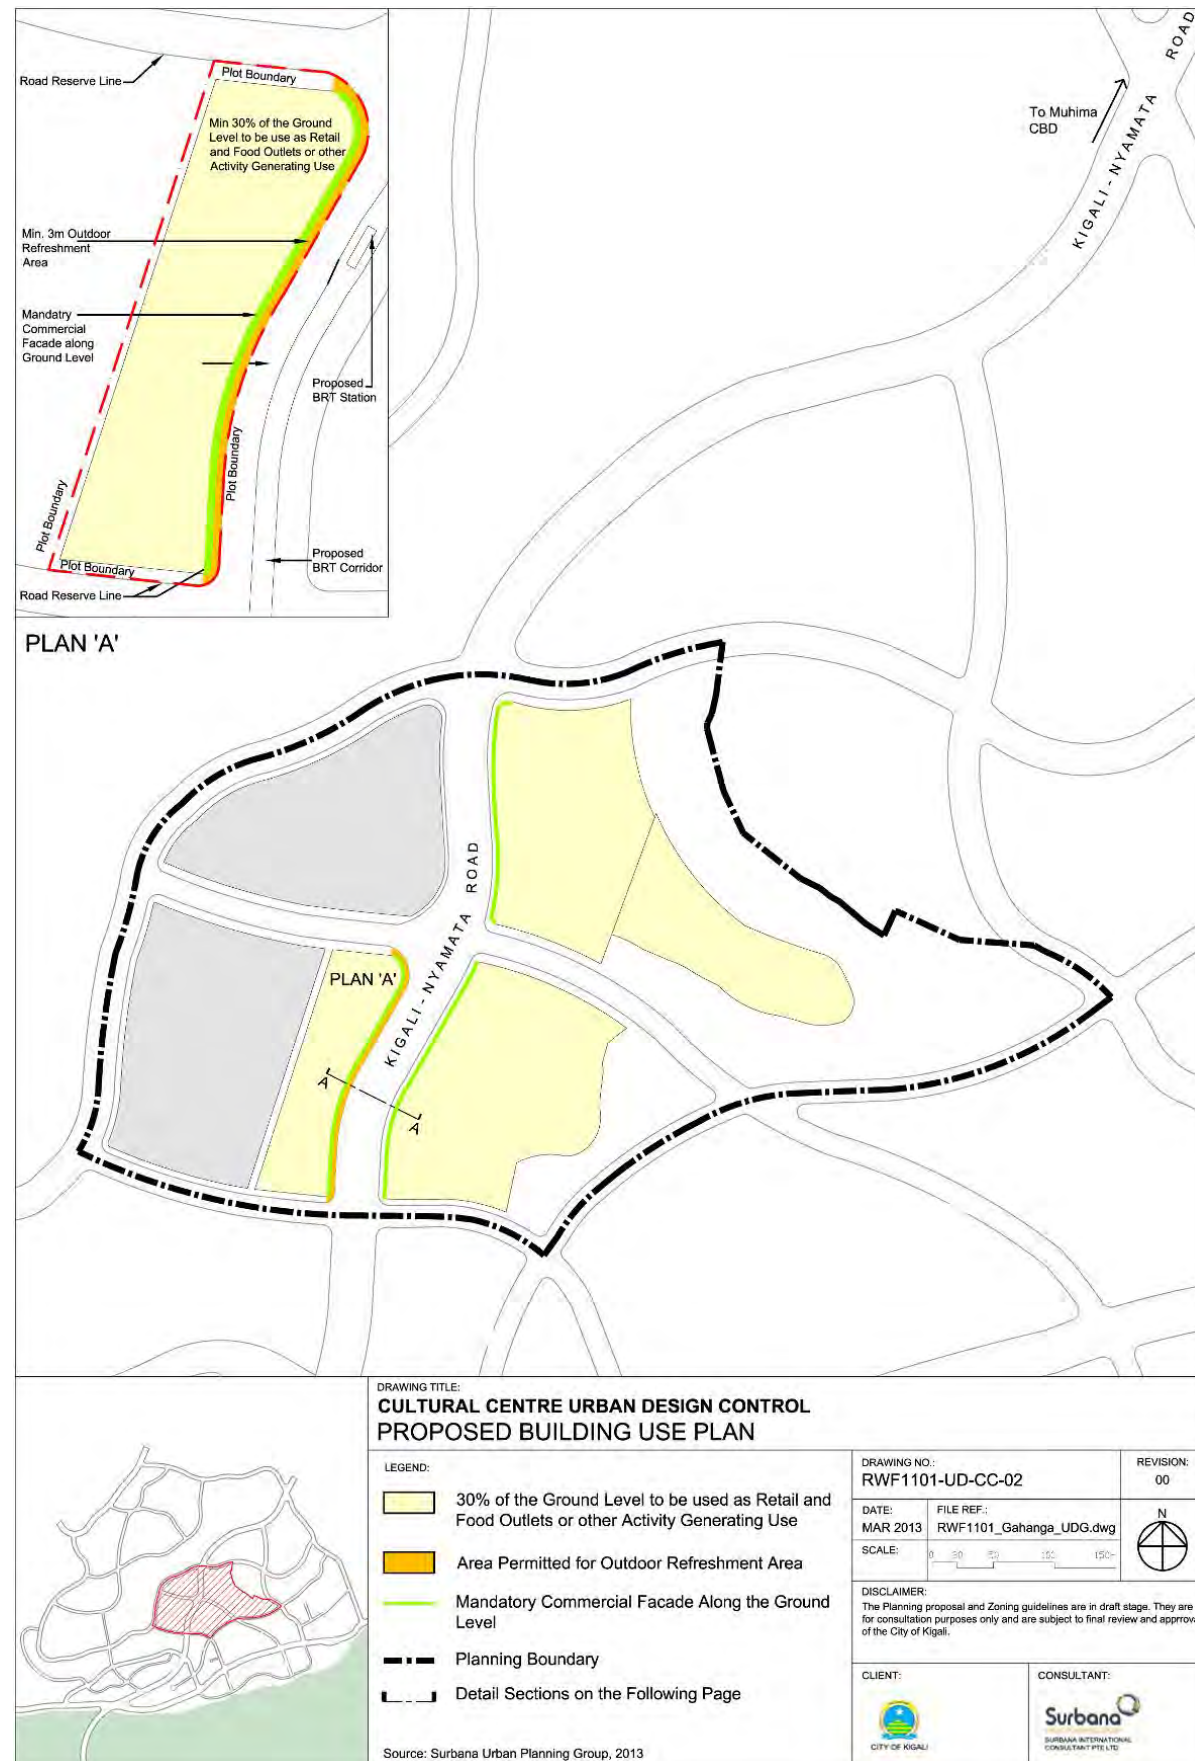 Road Reserve Line
Plot Boundary
Min 30% of the Ground
Level to be use as Retail
and Food Outlets or other
Activity Generating Use
Min. 3m Outdoor
Refreshment
Area
Mandatry
Commercial
Facade along
Ground Level
Proposed
BRT Station
Plot Boundary
Plot Boundary
Proposed
BRT Corridor
Plot Boundary
Road Reserve Line
PLAN 'A'
To Muhima
CBD
KIGALI - NYAMATA ROAD
KIGALI - NYAMATA ROAD
PLAN 'A'
A
A
DRAWING TITLE:
CULTURAL CENTRE URBAN DESIGN CONTROL
PROPOSED BUILDING USE PLAN
LEGEND:
30% of the Ground Level to be used as Retail and
Food Outlets or other Activity Generating Use
Area Permitted for Outdoor Refreshment Area
Mandatory Commercial Facade Along the Ground
Level
Planning Boundary
Detail Sections on the Following Page
Source: Surbana Urban Planning Group, 2013
DRAWING NO.:
RWF1101-UD-CC-02
REVISION:
00
DATE:
MAR 2013
FILE REF.:
RWF1101_Gahanga_UDG.dwg
SCALE:
0
N
DISCLAIMER:
The Planning proposal and Zoning guidelines are in draft stage. They are
for consultation purposes only and are subject to final review and approva
of the City of Kigali.
CLIENT:
CITY OF KIGALI
CONSULTANT:
Surbana
SURBANA INTERNATIONAL
CONSULTANT PTE LTD